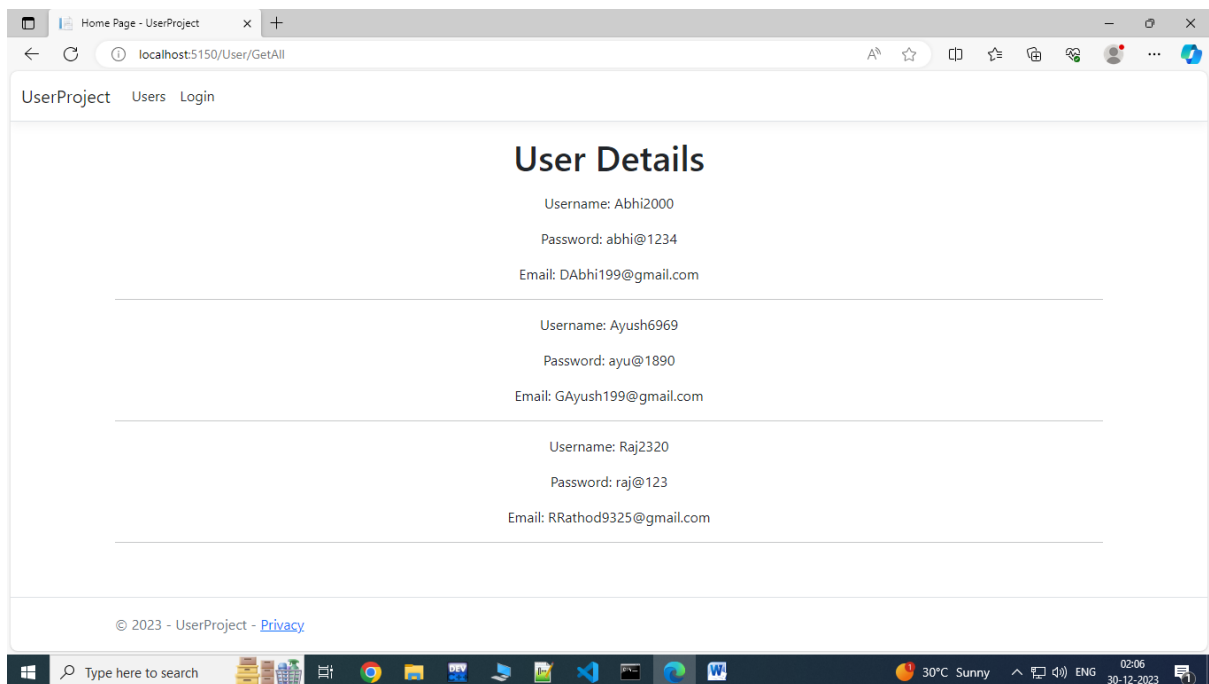 Home Page - UserProject
localhost:5150/User/GetAll
UserProject Users Login
User Details
Username: Abhi2000
Password: abhi@1234
Email: DAbhi199@gmail.com
Username: Ayush6969
Password: ayu@1890
Email: GAyush199@gmail.com
Username: Raj2320
Password: raj@123
Email: RRathod9325@gmail.com
© 2023 - UserProject - Privacy
Type here to search
30°C Sunny
ENG
02:06
30-12-2023